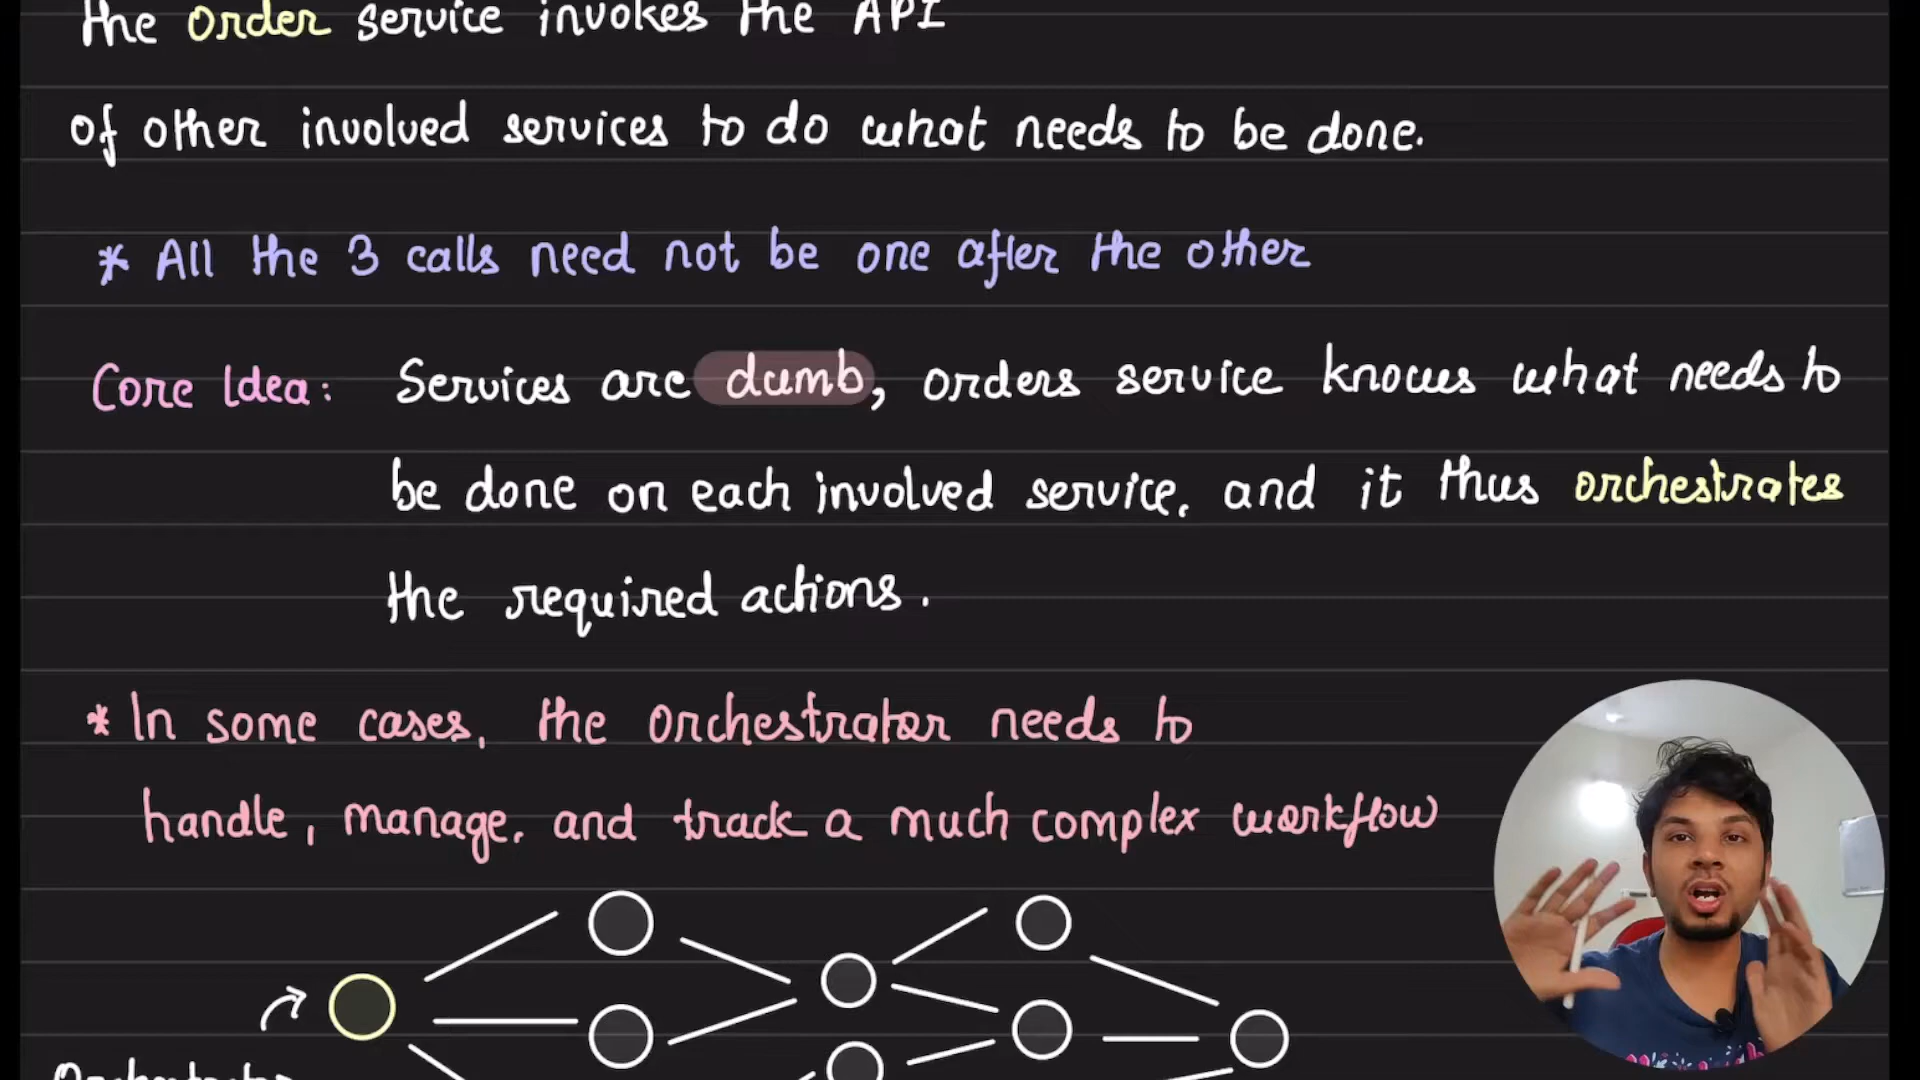 the order service invokes the API
of other involved services to do what needs to be done.
* All the 3 calls need not be one after the other
Core Idea: Services are dumb, orders service knows what needs to
be done on each involved service, and it thus orchestrates
the required actions.
* In some cases, the orchestrator needs to
handle, manage, and track a much complex workflow